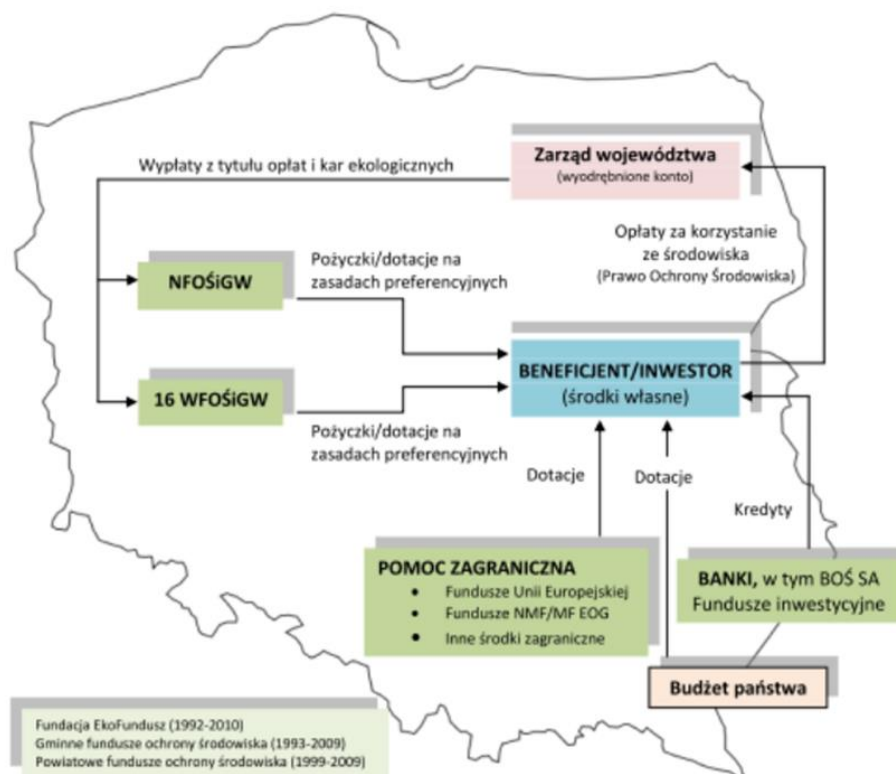 Zarząd województwa
(wyodrębnione konto)
Wypłaty z tytułu opłat i kar ekologicznych
Opłaty za korzystanie
ze środowiska
(Prawo Ochrony Środowiska)
NFOŚiGW
Pożyczki/dotacje na
zasadach preferencyjnych
BENEFICJENT/INWESTOR
(środki własne)
16 WFOŚiGW
Pożyczki/dotacje na
zasadach preferencyjnych
Dotacje
Dotacje
Kredyty
POMOC ZAGRANICZNA
• Fundusze Unii Europejskiej
• Fundusze NMF/MF EOG
• Inne środki zagraniczne
BANKI, w tym BOŚ SA
Fundusze inwestycyjne
Budżet państwa
Fundacja EkoFundusz (1992-2010)
Gminne fundusze ochrony środowiska (1993-2009)
Powiatowe fundusze ochrony środowiska (1999-2009)